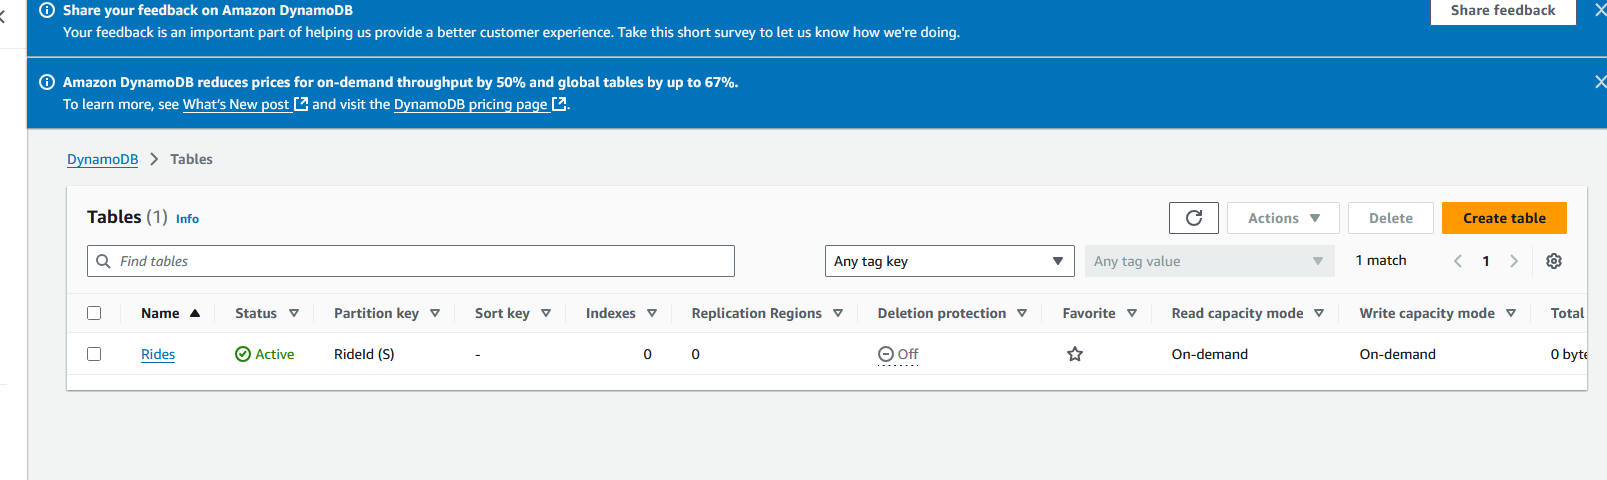 Share your feedback on Amazon DynamoDB
Share feedback
Your feedback is an important part of helping us provide a better customer experience. Take this short survey to let us know how we're doing.
Amazon DynamoDB reduces prices for on-demand throughput by 50% and global tables by up to 67%.
To learn more, see What's New post and visit the DynamoDB pricing page.
DynamoDB > Tables
Tables (1) Info
Actions Delete Create table
Find tables Any tag key Any tag value 1 match 1
Name Status Partition key Sort key Indexes Replication Regions Deletion protection Favorite Read capacity mode Write capacity mode Total
Rides Active RideId (S) - 0 0 Off On-demand On-demand 0 byte